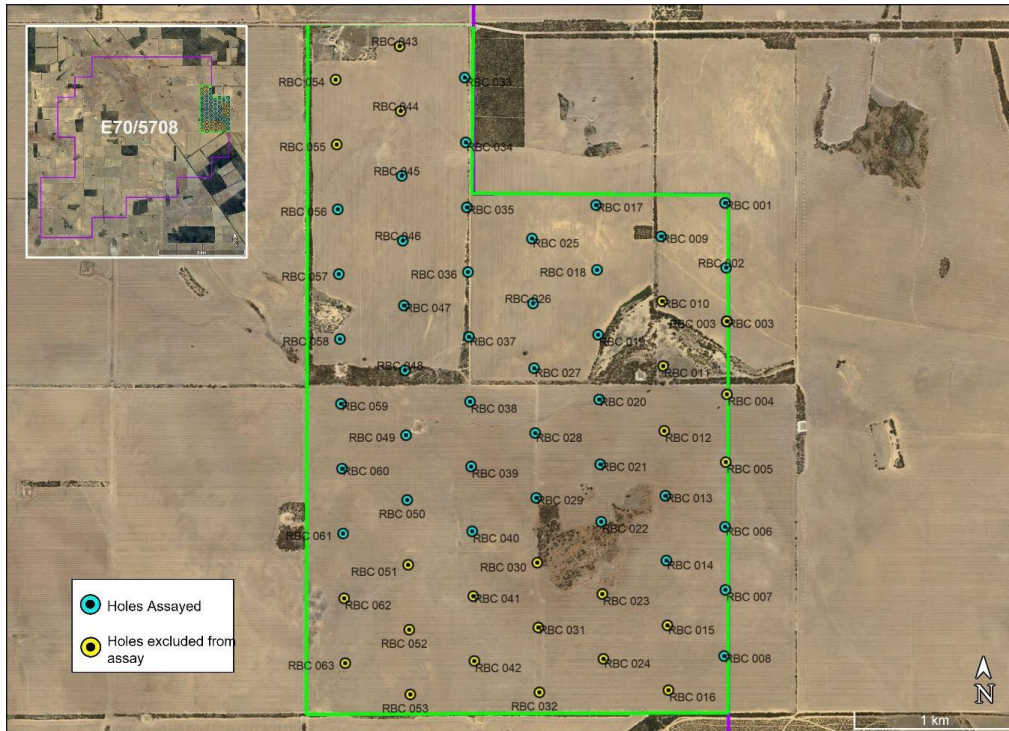 RBC 043
RBC 054
RBC 033
RBC 044
RBC 055
RBC 034
E70/5708
RBC 045
RBC 056
RBC 035
RBC 017
RBC 001
RBC 046
RBC 025
RBC 009
RBC 057
RBC 036
RBC 018
RBC 002
RBC 047
RBC 026
RBC 010
RBC 058
RBC 037
RBC 019
RBC 003
RBC 003
RBC 048
RBC 027
RBC 011
RBC 059
RBC 038
RBC 020
RBC 004
RBC 049
RBC 028
RBC 012
RBC 060
RBC 039
RBC 021
RBC 005
RBC 050
RBC 029
RBC 013
RBC 061
RBC 040
RBC 022
RBC 006
RBC 051
RBC 030
RBC 014
RBC 062
RBC 041
RBC 023
RBC 007
RBC 052
RBC 031
RBC 015
RBC 063
RBC 042
RBC 024
RBC 008
RBC 053
RBC 032
RBC 016
Holes Assayed
Holes excluded from
assay
N
1 km